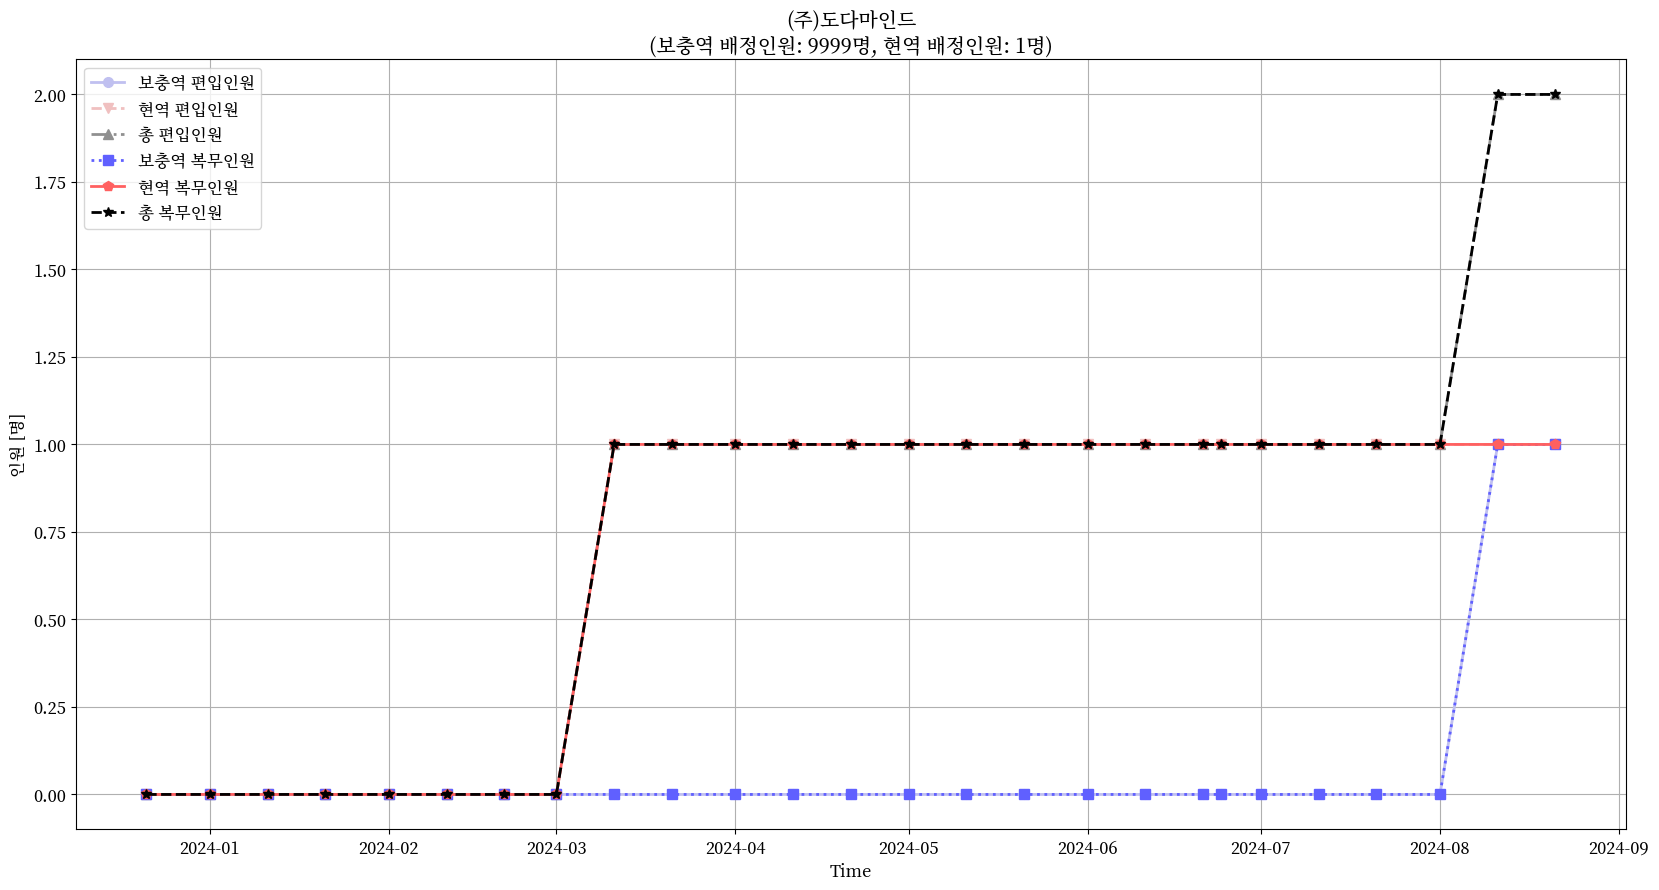 (주)도다마인드
(보충역 배정인원: 9999명, 현역 배정인원: 1명)
보충역 편입인원
현역 편입인원
총 편입인원
보충역 복무인원
현역 복무인원
총 복무인원
2.00
1.75
1.50
1.25
1.00
0.75
0.50
0.25
0.00
인원 [명]
2024-01 2024-02 2024-03 2024-04 2024-05 2024-06 2024-07 2024-08 2024-09
Time